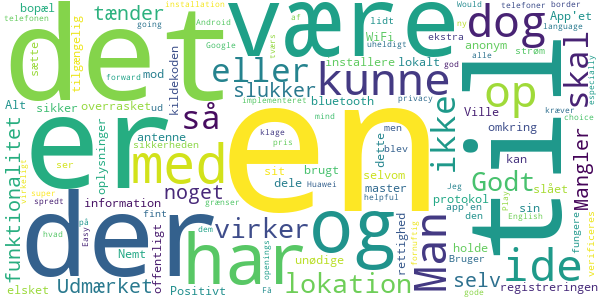 bopæl
tænder
telefonen
sætte
tilgængelig
WiFi
eller
slukker
installation
Android
going
Google
tværs
af
lidt
uheldigt
installere
lokalt
god
være
kunne
dog
App'et
ekstra
ny
anonym
strøm
Would
telefoner
border
language
alle
det
til
mod
kildekoden
sikker
overrasket
Alt
ud
bluetooth
implementeret
privacy
op
skal
kræver
especially
funktionalitet
oplysninger
er
en
så
med
antenne
sikkerheden
ser
mind
klage
pris
Huawei
brugt
dette
men
selvom
blev
ikke
master
helpful
Godt
Ville
omkring
kan
slået
Jeg
Mangler
choice
protokol
app'en
den
sin
fungere
verificeres
Play
English
virkeligt
super
information
spredt
fint
forward
på
hvad
Easy
elsket
Nemt
offentligt
der
noget
sit
dele
virker
grænser
dem
har
og
unødige
rettighed
Man
ide
holde
Bruger
selv
registreringen
Udmærket
Positivt
openings
Få
lokation
fornuftig
gode